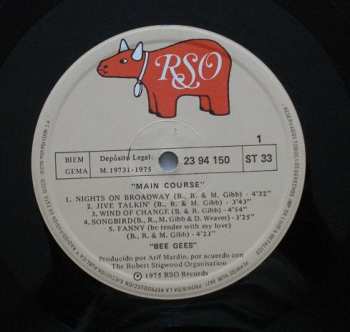 RSO
BIEM
GEMA
Depósito Legal:
M. 19731-1975
23 94 150
1
ST 33
"MAIN COURSE"
1. NIGHTS ON BROADWAY (B., R. & M. Gibb) - 4'32"
2. JIVE TALKIN' (B., R. & M. Gibb) - 3'43"
3. WIND OF CHANGE (B. & R. Gibb) - 4'54"
4. SONGBIRD (B., R., M Gibb & D. Weaver) - 3'25"
5. FANNY (be tender with my love)
(B., R. & M. Gibb) - 4'21"
"BEE GEES"
Producido por Arif Mardin, por acuerdo con
The Robert Stigwood Organisation
© 1975 RSO Records